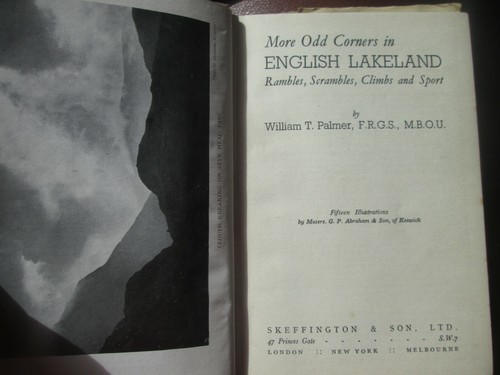 More Odd Corners in
ENGLISH LAKELAND
Rambles, Scrambles, Climbs and Sport
by
William T. Palmer, F.R.G.S., M.B.O.U.
Fifteen Illustrations
by Messrs. G. P. Abraham & Son, of Keswick
SKEFFINGTON & SON, LTD.
47 Princes Gate - - - - - - - S.W.7
LONDON :: NEW YORK :: MELBOURNE